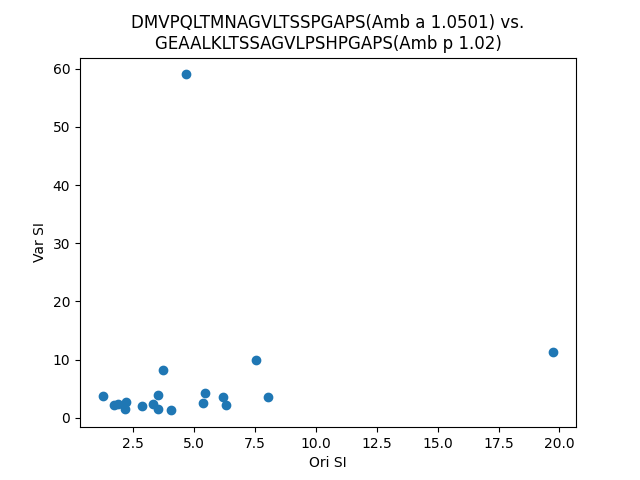 DMVPQLTMNAGVLTSSPGAPS(Amb a 1.0501) vs.
GEAALKLTSSAGVLPSHPGAPS(Amb p 1.02)
60
50
40
30
20
10
0
Var SI
2.5 5.0 7.5 10.0 12.5 15.0 17.5 20.0
Ori SI